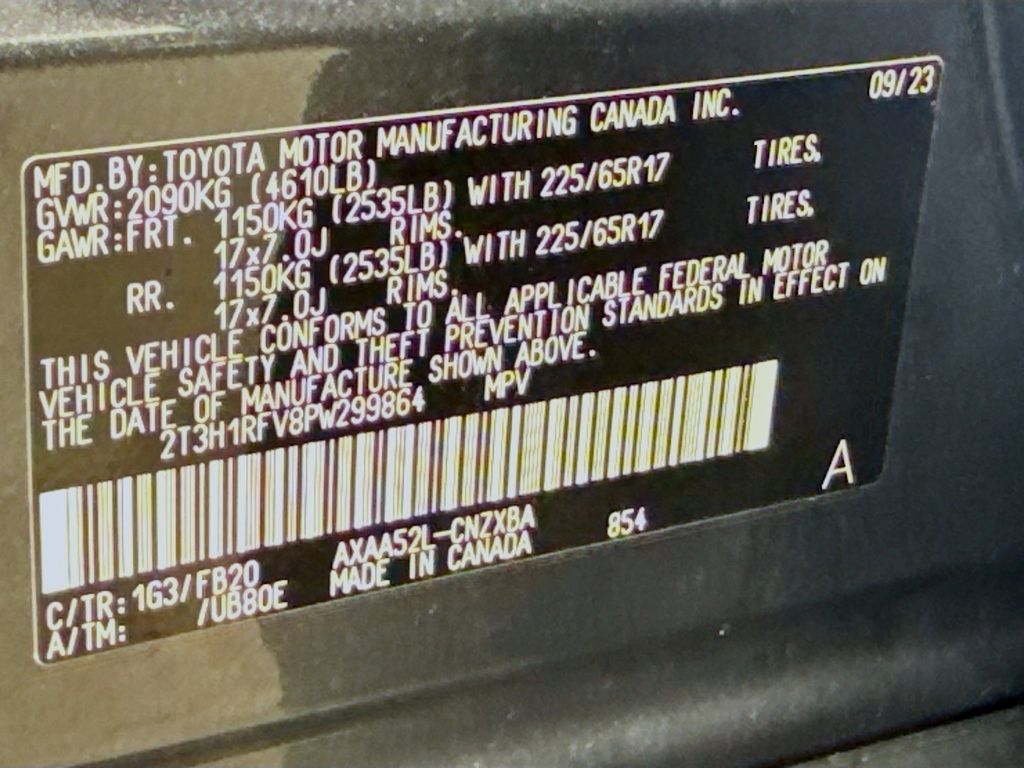 09/23
MFD.BY:TOYOTA MOTOR MANUFACTURING CANADA INC.
GVWR:2090KG (4610LB)
GAWR:FRT. 1150KG (2535LB) WITH 225/65R17 TIRES,
17x7.0J RIMS.
RR. 1150KG (2535LB) WITH 225/65R17 TIRES,
17x7.0J RIMS.
THIS VEHICLE CONFORMS TO ALL APPLICABLE FEDERAL MOTOR
VEHICLE SAFETY AND THEFT PREVENTION STANDARDS IN EFFECT ON
THE DATE OF MANUFACTURE SHOWN ABOVE.
2T3H1RFV8PW299864 MPV
A
C/TR:1G3/FB20 AXAA52L-CNZXBA 854
A/TM: /UB80E MADE IN CANADA